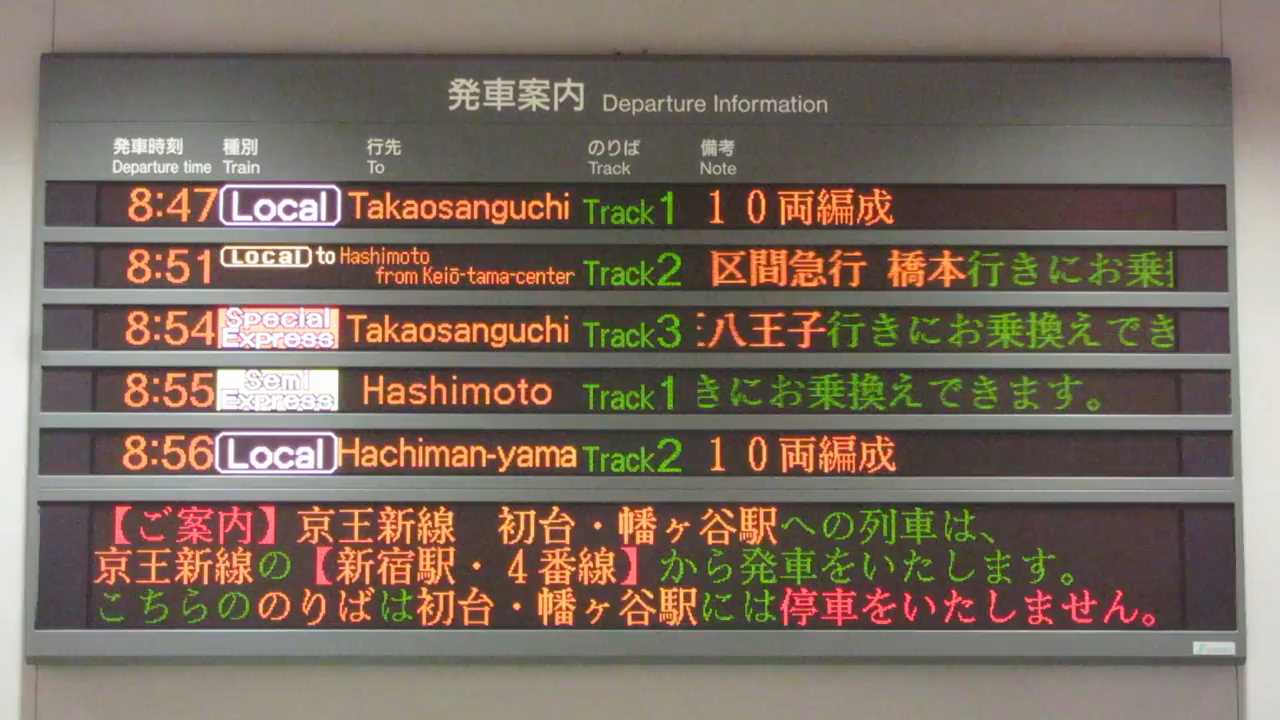 発車案内 Departure Information
発車時刻 種別 行先 のりば 備考
Departure time Train To Track Note
8:47 Local Takaosanguchi Track1 10両編成
8:51 Local to Hashimoto from Keiō-tama-center Track2 区間急行 橋本行きにお乗
8:54 Special Express Takaosanguchi Track3 八王子行きにお乗換えでき
8:55 Semi Express Hashimoto Track1 きにお乗換えできます。
8:56 Local Hachiman-yama Track2 10両編成
【ご案内】京王新線 初台・幡ヶ谷駅への列車は、
京王新線の【新宿駅・4番線】から発車をいたします。
こちらののりばは初台・幡ヶ谷駅には停車をいたしません。